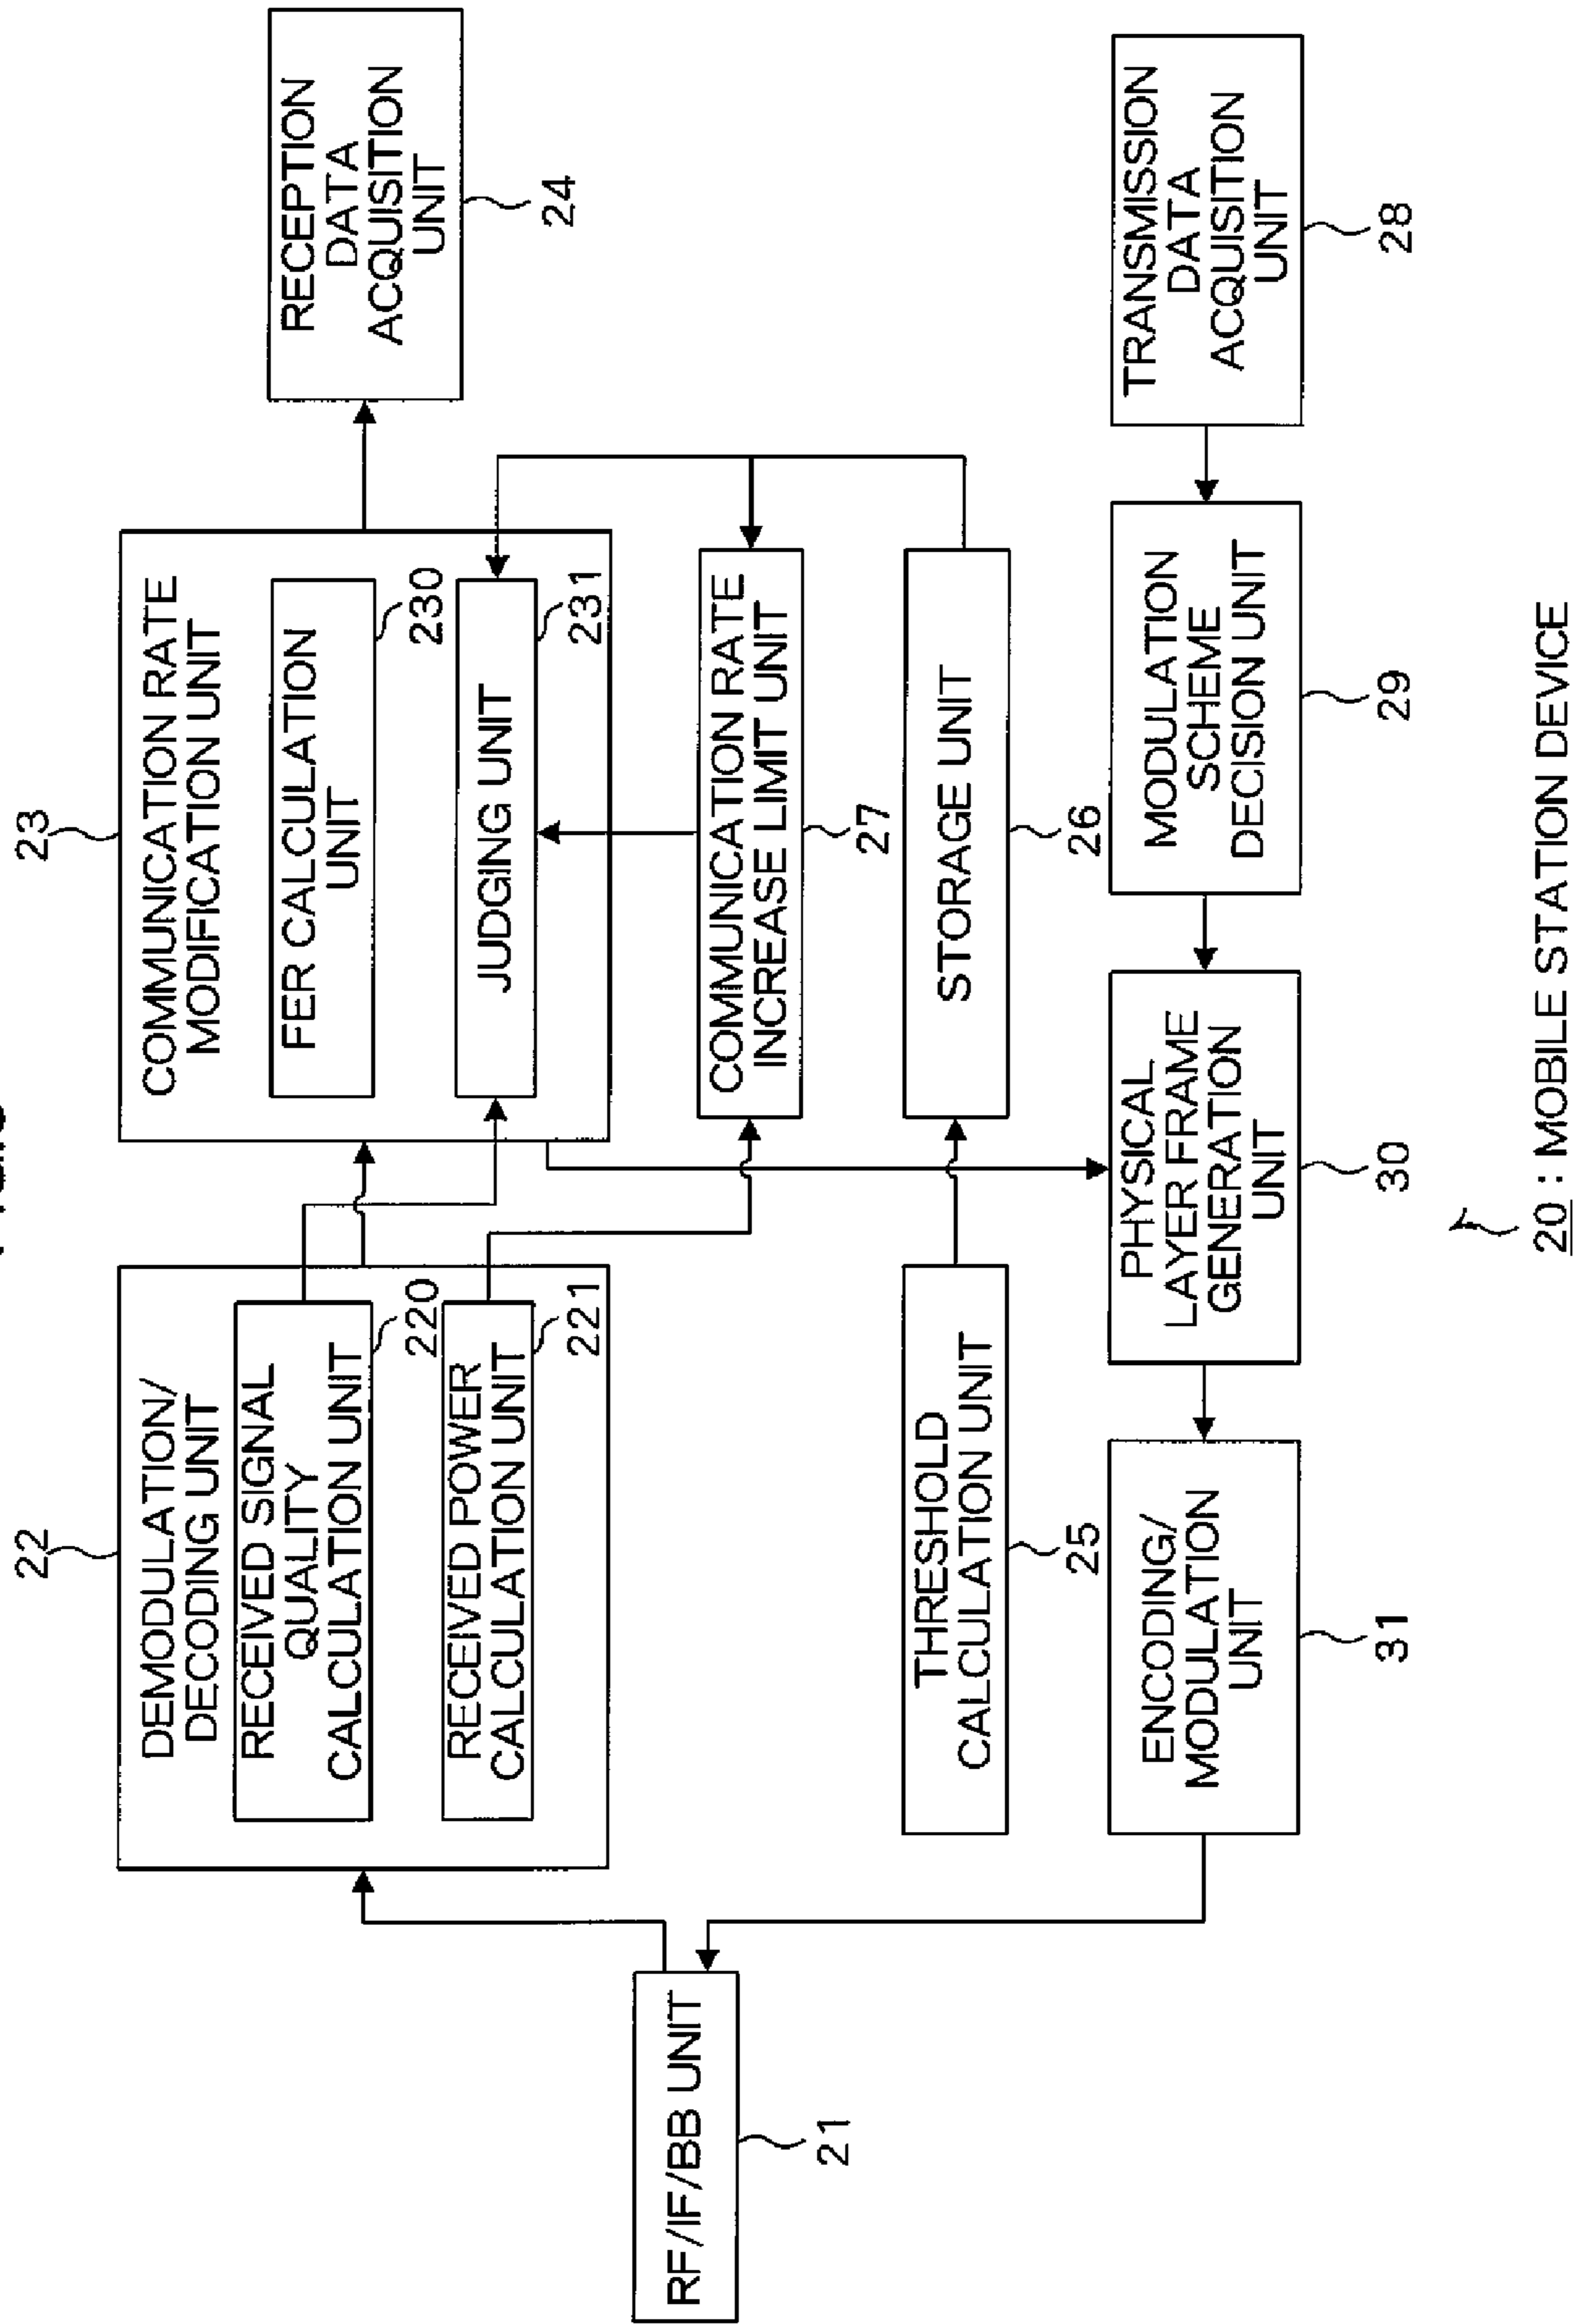 22
DEMODULATION/
DECODING UNIT
RECEIVED SIGNAL
QUALITY
CALCULATION UNIT
220
RECEIVED POWER
CALCULATION UNIT
221
23
COMMUNICATION RATE
MODIFICATION UNIT
FER CALCULATION
UNIT
230
JUDGING UNIT
231
RECEPTION
DATA
ACQUISITION
UNIT
24
RF/IF/BB UNIT
21
COMMUNICATION RATE
INCREASE LIMIT UNIT
27
THRESHOLD
CALCULATION UNIT
25
STORAGE UNIT
26
ENCODING/
MODULATION
UNIT
31
PHYSICAL
LAYER FRAME
GENERATION
UNIT
30
MODULATION
SCHEME
DECISION UNIT
29
TRANSMISSION
DATA
ACQUISITION
UNIT
28
20 : MOBILE STATION DEVICE